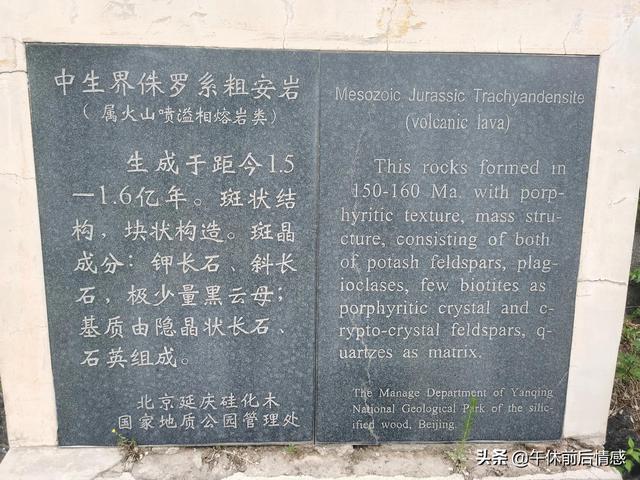 中生界侏罗系粗安岩
（属火山喷溢相熔岩类）
生成于距今1.5
—1.6亿年。斑状结
构，块状构造。斑晶
成分：钾长石、斜长
石，极少量黑云母；
基质由隐晶状长石、
石英组成。
北京延庆硅化木
国家地质公园管理处
Mesozoic Jurassic Trachyandensite
(volcanic lava)
This rocks formed in
150-160 Ma. with porp-
hyritic texture, mass stru-
cture, consisting of both
of potash feldspars, plag-
ioclases, few biotites as
porphyritic crystal and c-
rypto-crystal feldspars, q-
uartzes as matrix.
The Manage Department of Yanqing
National Geological Park of the silic-
ified wood, Beijing.
头条 @午休前后情感